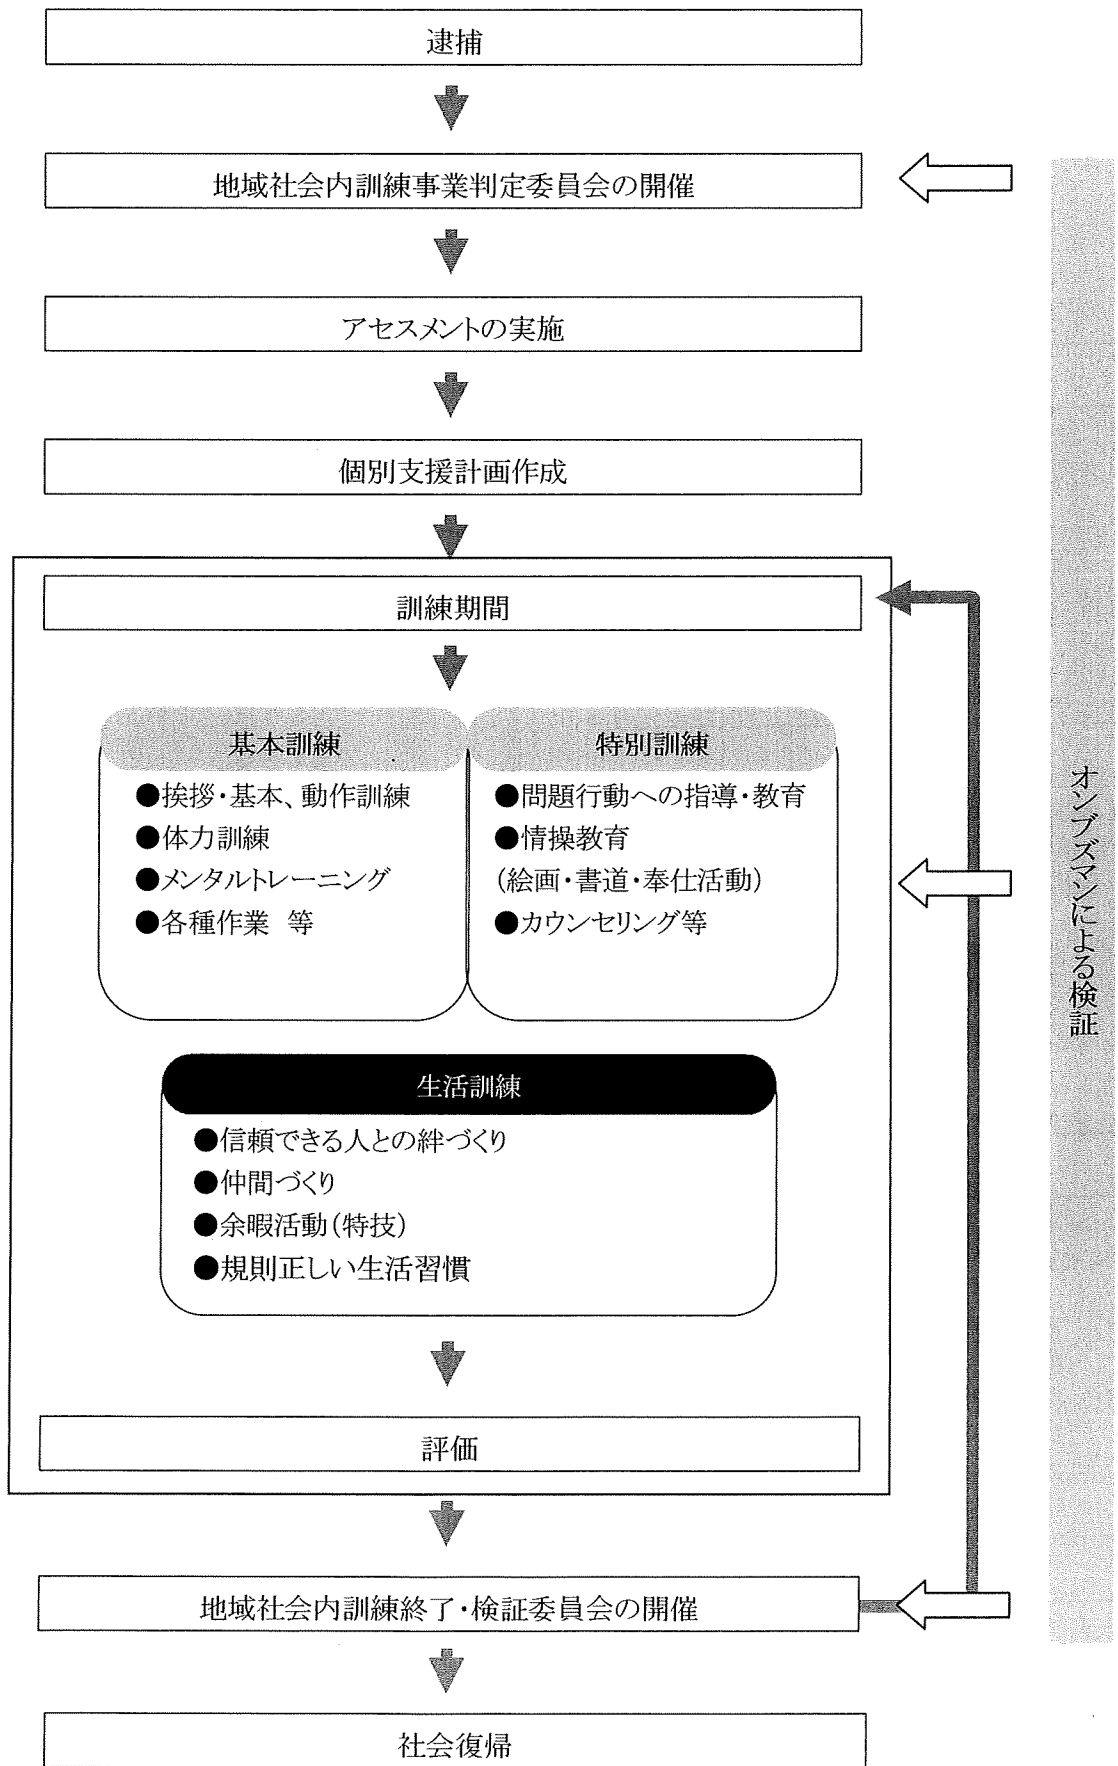 逮捕
地域社会内訓練事業判定委員会の開催
アセスメントの実施
個別支援計画作成
訓練期間
基本訓練
●挨拶・基本、動作訓練
●体力訓練
●メンタルトレーニング
●各種作業 等
特別訓練
●問題行動への指導・教育
●情操教育
(絵画・書道・奉仕活動)
●カウンセリング等
生活訓練
●信頼できる人との絆づくり
●仲間づくり
●余暇活動(特技)
●規則正しい生活習慣
評価
地域社会内訓練終了・検証委員会の開催
社会復帰
オンブズマンによる検証